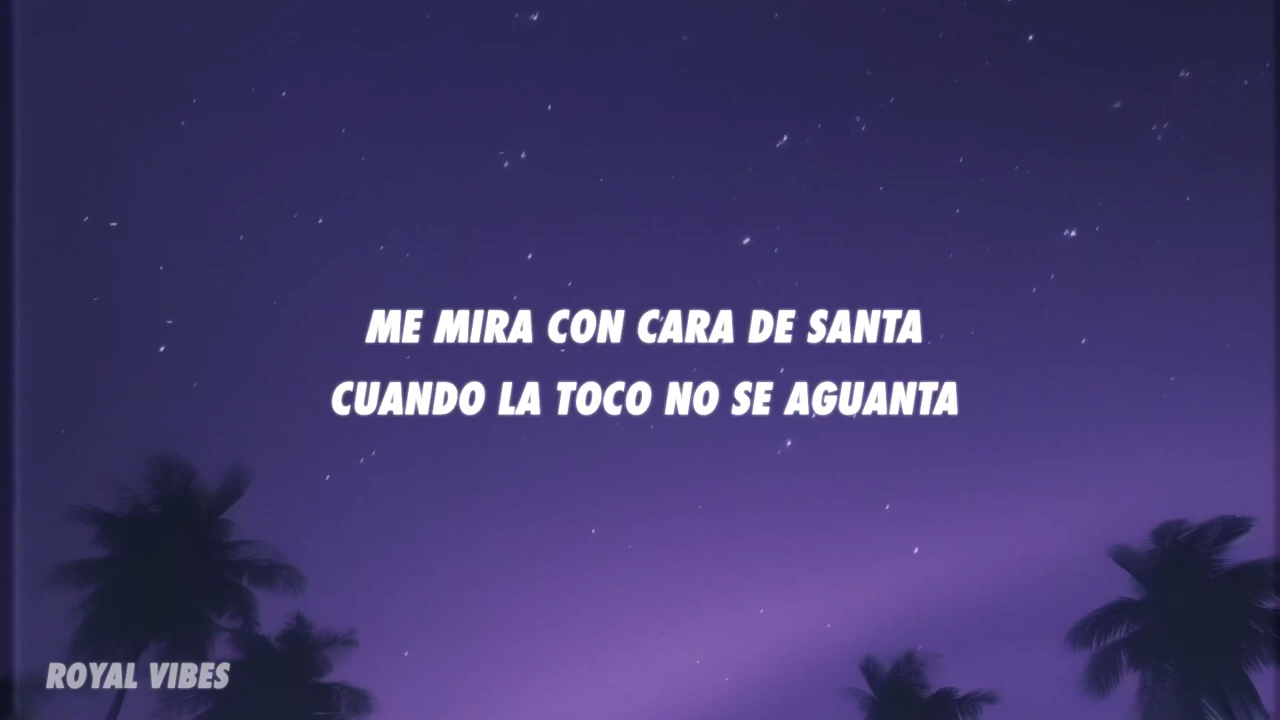 ME MIRA CON CARA DE SANTA
CUANDO LA TOCO NO SE AGUANTA
ROYAL VIBES